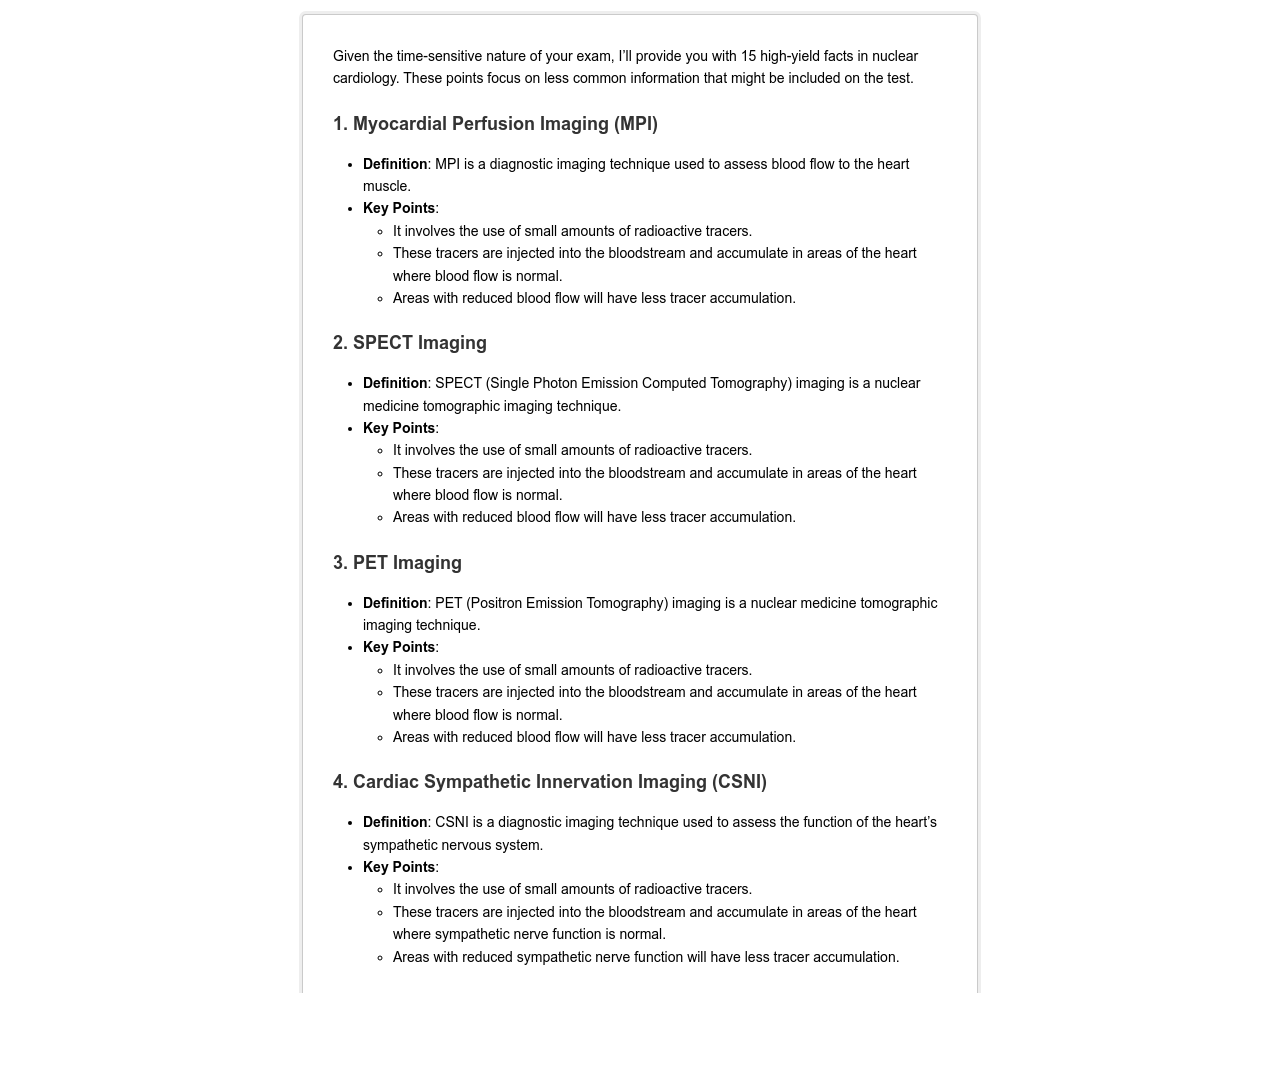 Given the time-sensitive nature of your exam, I’ll provide you with 15 high-yield facts in nuclear
cardiology. These points focus on less common information that might be included on the test.
1. Myocardial Perfusion Imaging (MPI)
• Definition: MPI is a diagnostic imaging technique used to assess blood flow to the heart
muscle.
• Key Points:
◦ It involves the use of small amounts of radioactive tracers.
◦ These tracers are injected into the bloodstream and accumulate in areas of the heart
where blood flow is normal.
◦ Areas with reduced blood flow will have less tracer accumulation.
2. SPECT Imaging
• Definition: SPECT (Single Photon Emission Computed Tomography) imaging is a nuclear
medicine tomographic imaging technique.
• Key Points:
◦ It involves the use of small amounts of radioactive tracers.
◦ These tracers are injected into the bloodstream and accumulate in areas of the heart
where blood flow is normal.
◦ Areas with reduced blood flow will have less tracer accumulation.
3. PET Imaging
• Definition: PET (Positron Emission Tomography) imaging is a nuclear medicine tomographic
imaging technique.
• Key Points:
◦ It involves the use of small amounts of radioactive tracers.
◦ These tracers are injected into the bloodstream and accumulate in areas of the heart
where blood flow is normal.
◦ Areas with reduced blood flow will have less tracer accumulation.
4. Cardiac Sympathetic Innervation Imaging (CSNI)
• Definition: CSNI is a diagnostic imaging technique used to assess the function of the heart’s
sympathetic nervous system.
• Key Points:
◦ It involves the use of small amounts of radioactive tracers.
◦ These tracers are injected into the bloodstream and accumulate in areas of the heart
where sympathetic nerve function is normal.
◦ Areas with reduced sympathetic nerve function will have less tracer accumulation.